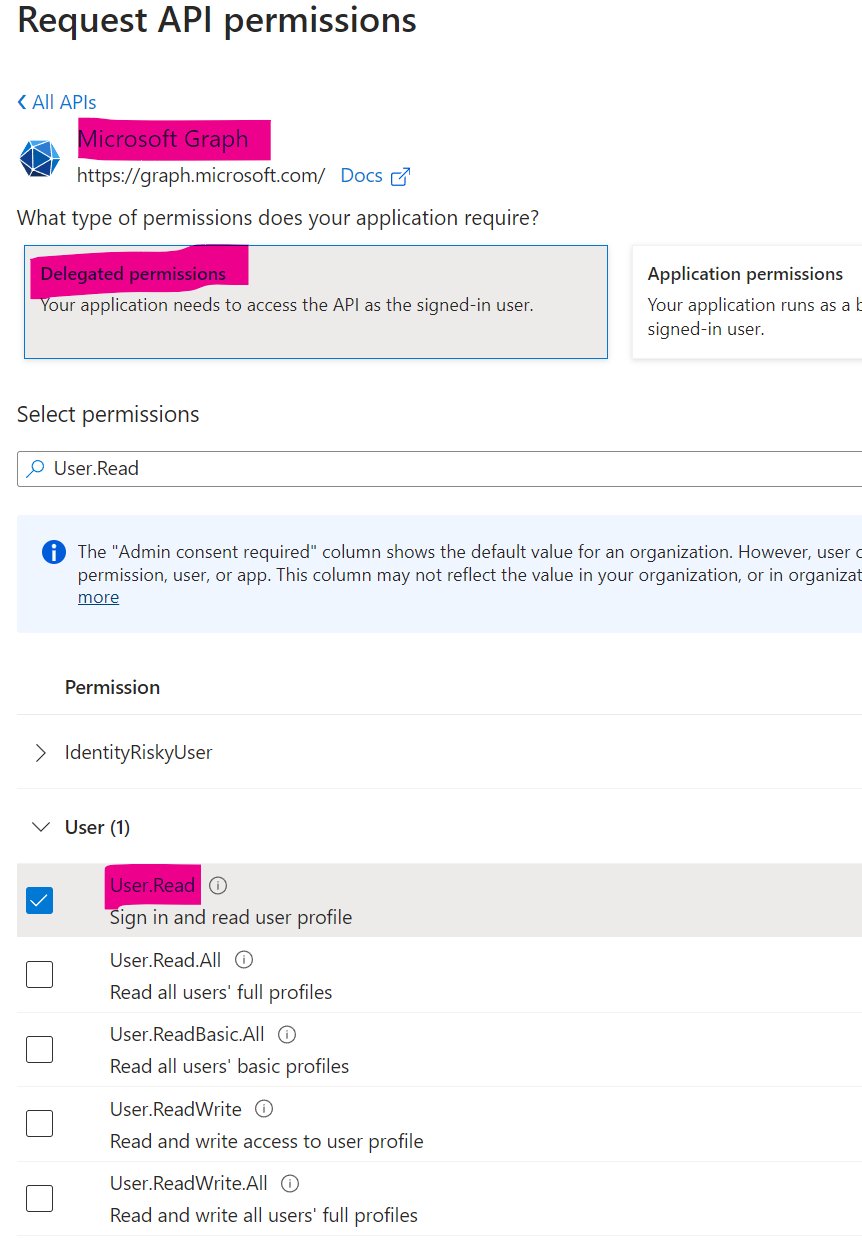 Request API permissions
All APIs
Microsoft Graph
https://graph.microsoft.com/ Docs
What type of permissions does your application require?
Delegated permissions
Your application needs to access the API as the signed-in user.
Application permissions
Your application runs as a b
signed-in user.
Select permissions
User.Read
The "Admin consent required" column shows the default value for an organization. However, user c
permission, user, or app. This column may not reflect the value in your organization, or in organizat
more
Permission
IdentityRiskyUser
User (1)
User.Read
Sign in and read user profile
User.Read.All
Read all users' full profiles
User.ReadBasic.All
Read all users' basic profiles
User.ReadWrite
Read and write access to user profile
User.ReadWrite.All
Read and write all users' full profiles